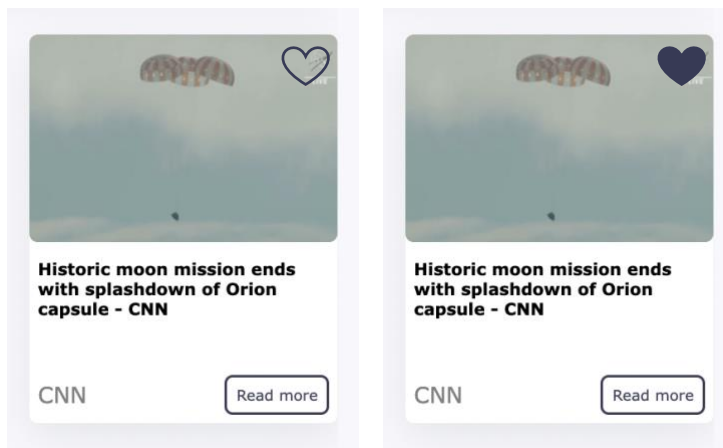 Historic moon mission ends
with splashdown of Orion
capsule - CNN
CNN
Read more
Historic moon mission ends
with splashdown of Orion
capsule - CNN
CNN
Read more